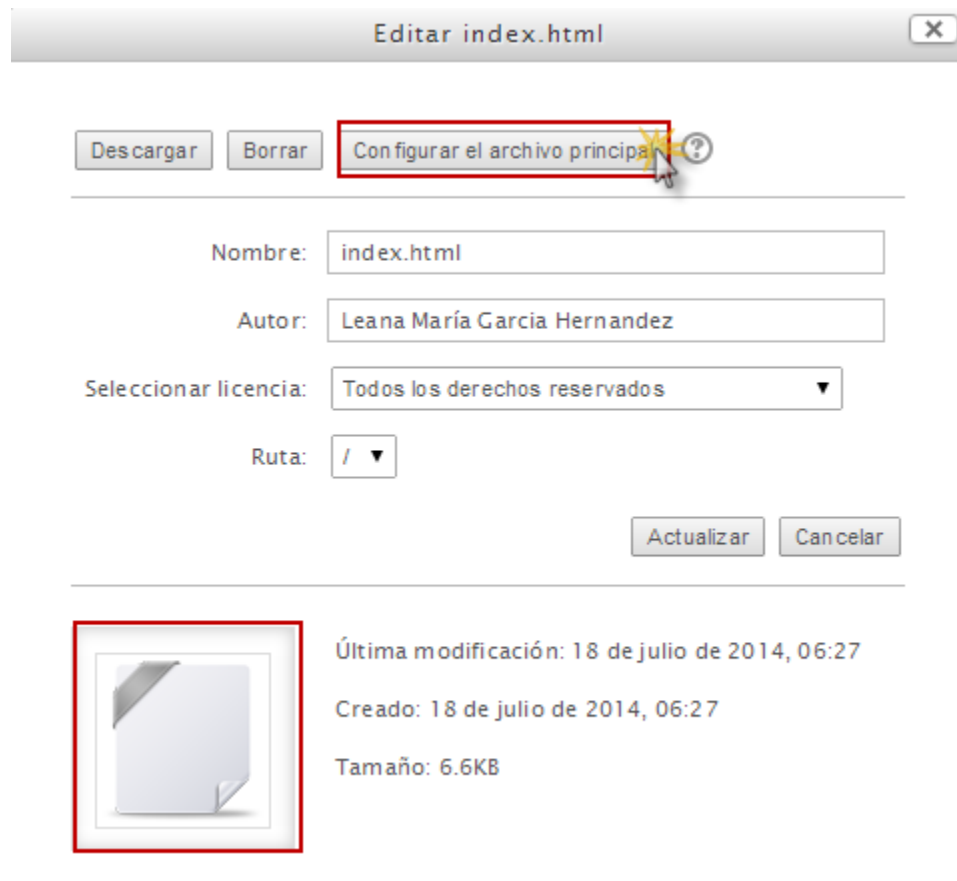 Editar index.html
Descargar Borrar Configurar el archivo principal ?
Nombre: index.html
Autor: Leana María Garcia Hernandez
Seleccionar licencia: Todos los derechos reservados
Ruta: /
Actualizar Cancelar
Última modificación: 18 de julio de 2014, 06:27
Creado: 18 de julio de 2014, 06:27
Tamaño: 6.6KB